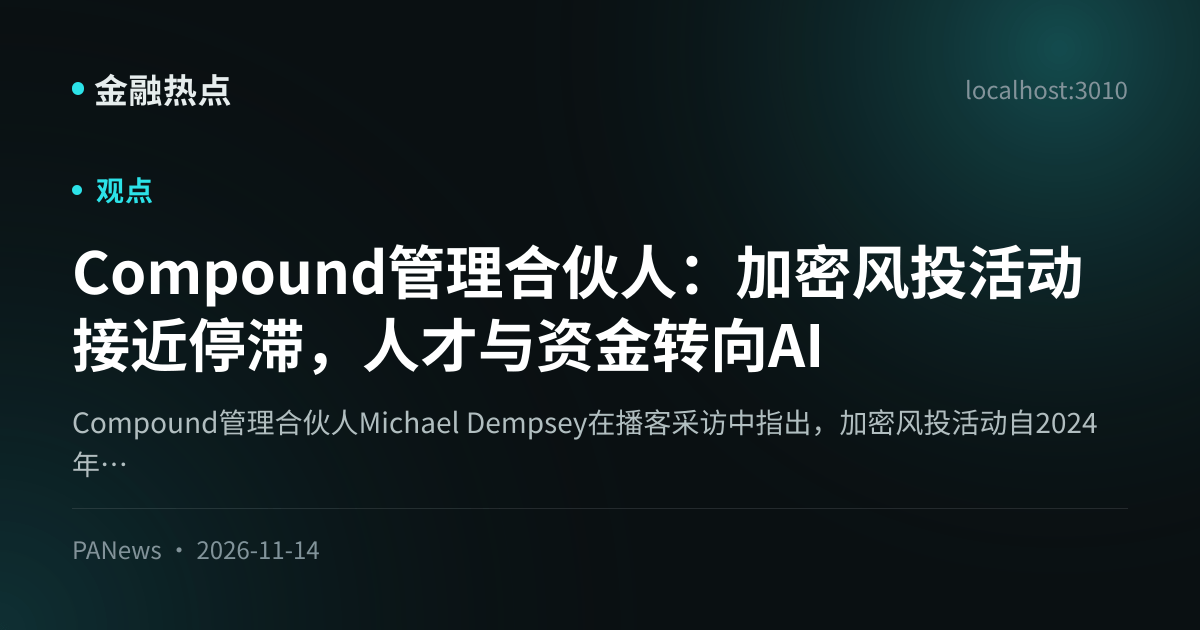 金融热点
localhost:3010
观点
Compound管理合伙人：加密风投活动
接近停滞，人才与资金转向AI
Compound管理合伙人Michael Dempsey在播客采访中指出，加密风投活动自2024
年…
PANews • 2026-11-14